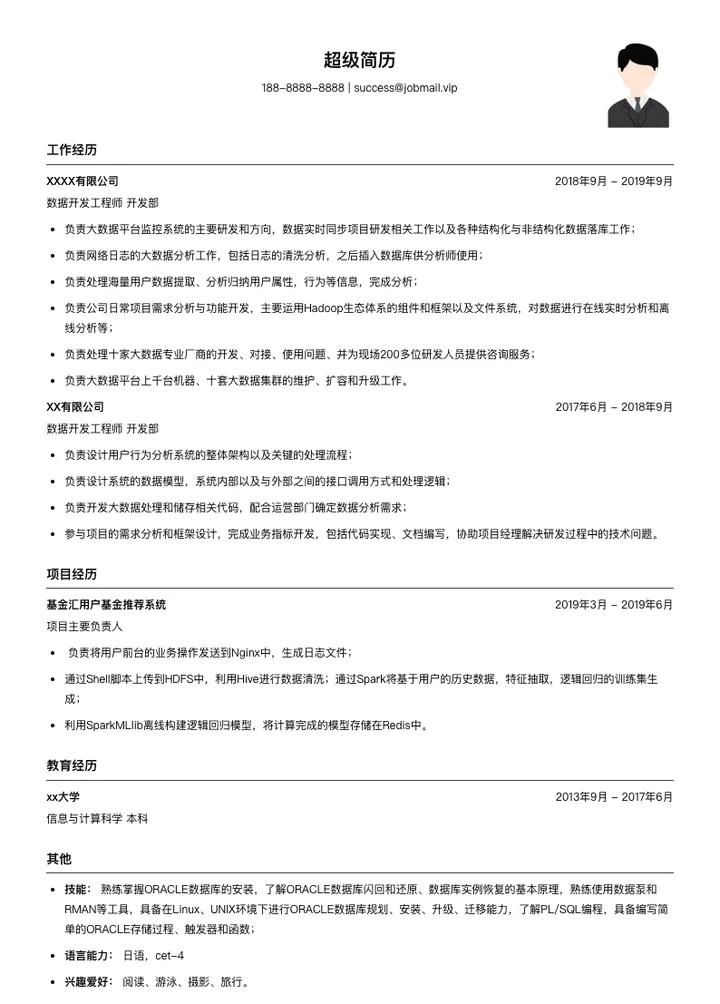 超级简历
188-8888-8888 | success@jobmail.vip
工作经历
XXXX有限公司 2018年9月 - 2019年9月
数据开发工程师 开发部
• 负责大数据平台监控系统的主要研发和方向，数据实时同步项目研发相关工作以及各种结构化与非结构化数据落库工作；
• 负责网络日志的大数据分析工作，包括日志的清洗分析，之后插入数据库供分析师使用；
• 负责处理海量用户数据提取、分析归纳用户属性，行为等信息，完成分析；
• 负责公司日常项目需求分析与功能开发，主要运用Hadoop生态体系的组件和框架以及文件系统，对数据进行在线实时分析和离
线分析等；
• 负责处理十家大数据专业厂商的开发、对接、使用问题、并为现场200多位研发人员提供咨询服务；
• 负责大数据平台上千台机器、十套大数据集群的维护、扩容和升级工作。
XX有限公司 2017年6月 - 2018年9月
数据开发工程师 开发部
• 负责设计用户行为分析系统的整体架构以及关键的处理流程；
• 负责设计系统的数据模型，系统内部以及与外部之间的接口调用方式和处理逻辑；
• 负责开发大数据处理和储存相关代码，配合运营部门确定数据分析需求；
• 参与项目的需求分析和框架设计，完成业务指标开发，包括代码实现、文档编写，协助项目经理解决研发过程中的技术问题。
项目经历
基金汇用户基金推荐系统 2019年3月 - 2019年6月
项目主要负责人
• 负责将用户前台的业务操作发送到Nginx中，生成日志文件；
• 通过Shell脚本上传到HDFS中，利用Hive进行数据清洗；通过Spark将基于用户的历史数据，特征抽取，逻辑回归的训练集生
成；
• 利用SparkMLlib离线构建逻辑回归模型，将计算完成的模型存储在Redis中。
教育经历
xx大学 2013年9月 - 2017年6月
信息与计算科学 本科
其他
• 技能： 熟练掌握ORACLE数据库的安装，了解ORACLE数据库闪回和还原、数据库实例恢复的基本原理，熟练使用数据泵和
RMAN等工具，具备在Linux、UNIX环境下进行ORACLE数据库规划、安装、升级、迁移能力，了解PL/SQL编程，具备编写简
单的ORACLE存储过程、触发器和函数；
• 语言能力： 日语，cet-4
• 兴趣爱好： 阅读、游泳、摄影、旅行。